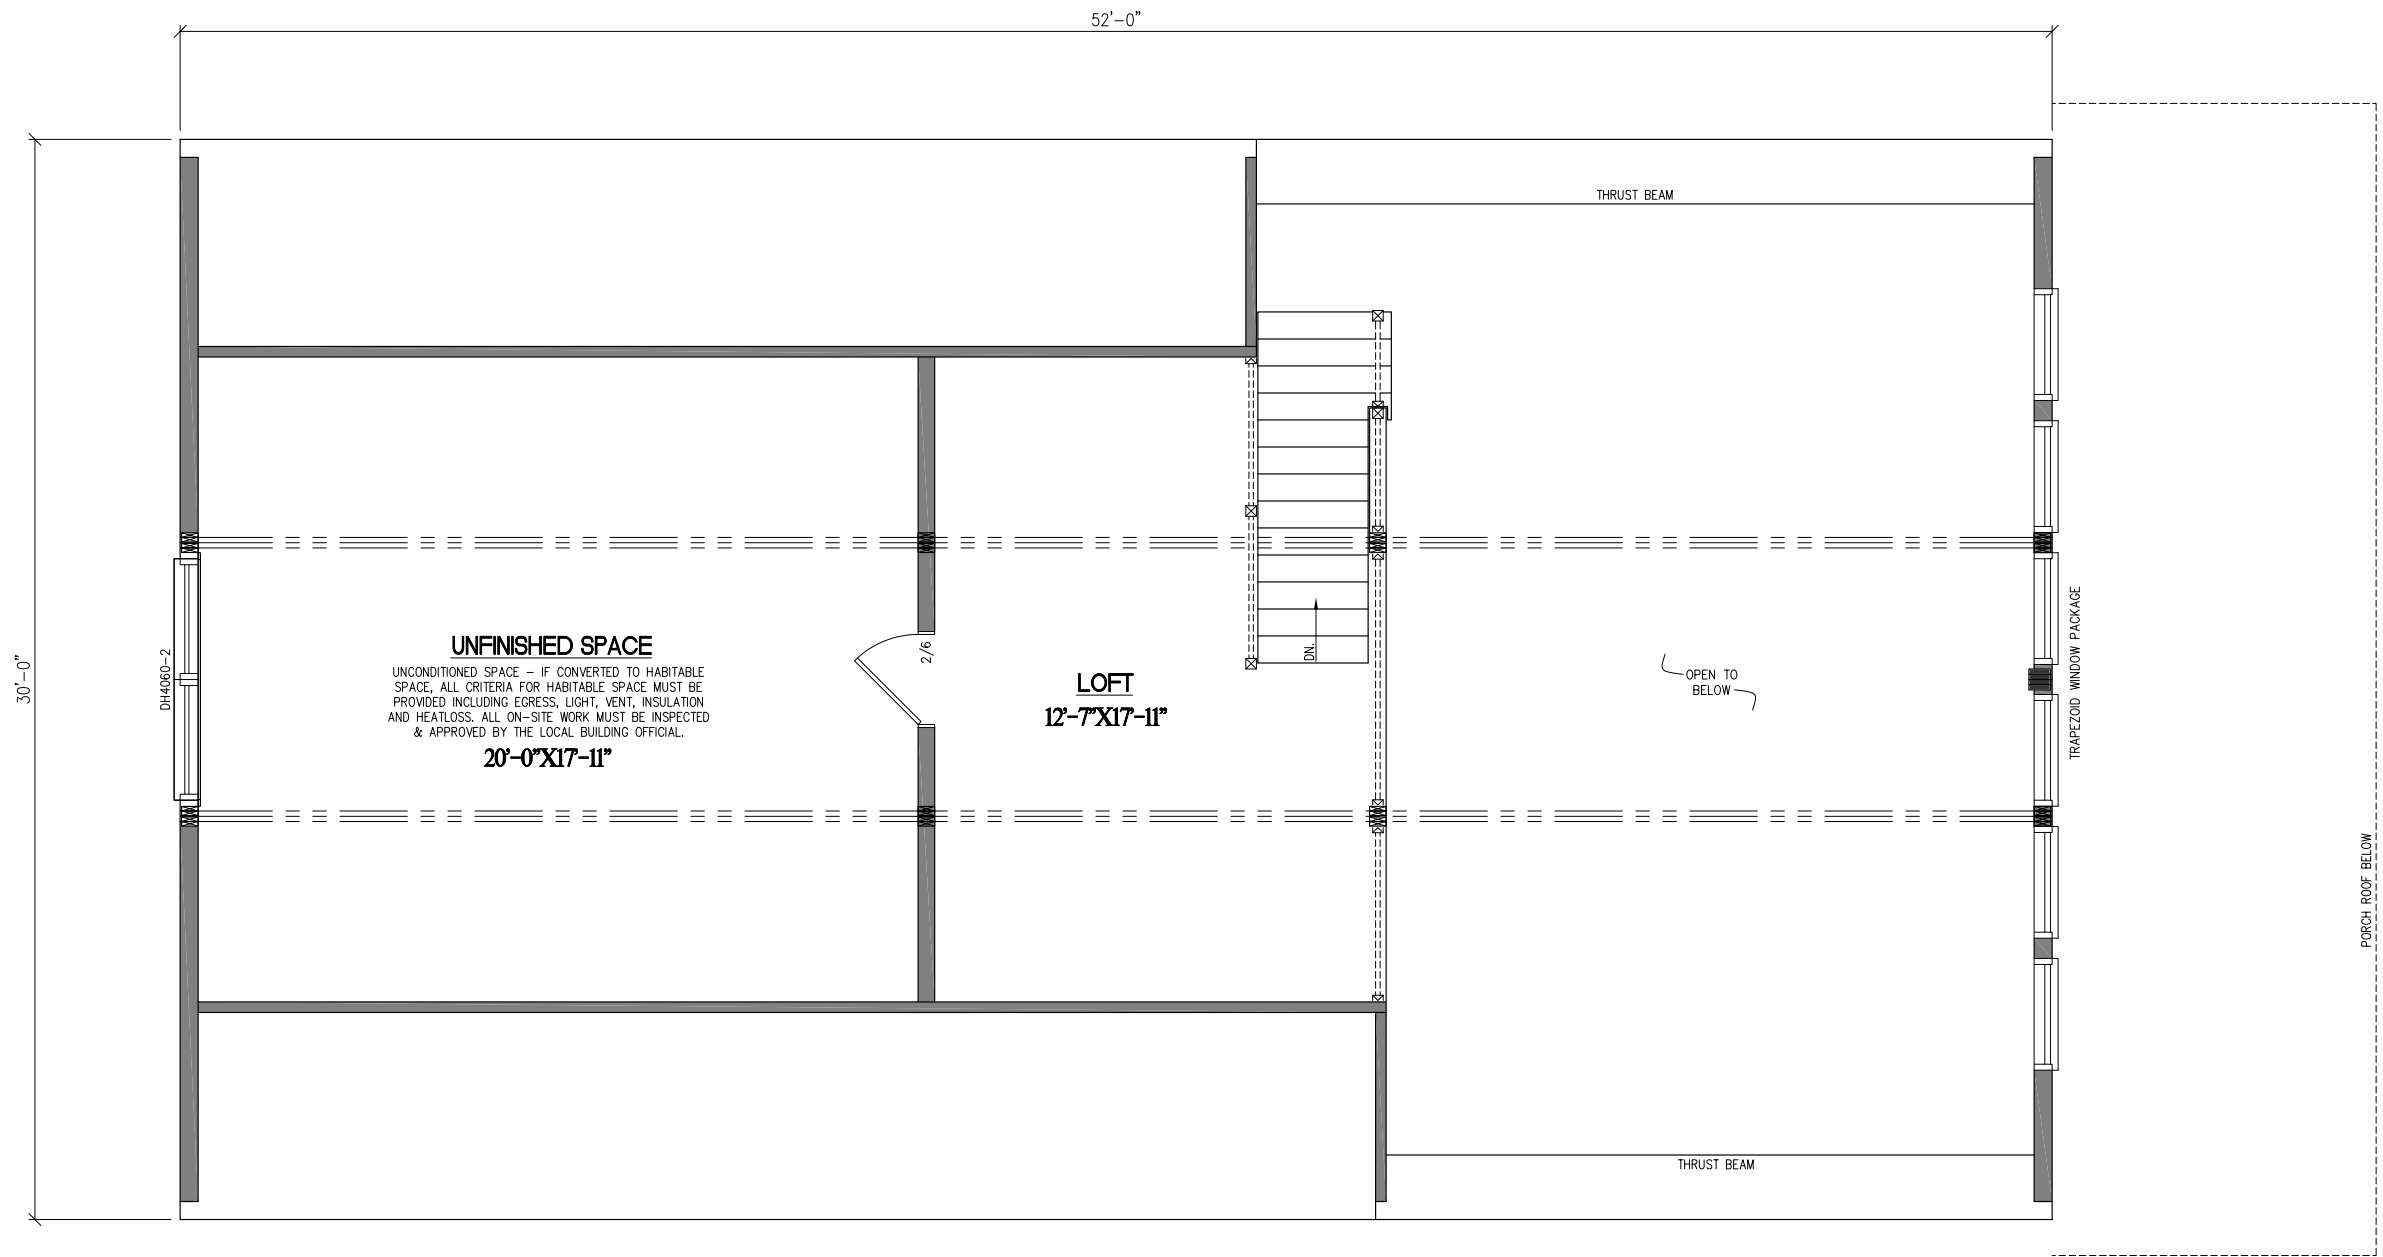 52'-0"
THRUST BEAM
30'-0"
DH4060-2
UNFINISHED SPACE
UNCONDITIONED SPACE – IF CONVERTED TO HABITABLE
SPACE, ALL CRITERIA FOR HABITABLE SPACE MUST BE
PROVIDED INCLUDING EGRESS, LIGHT, VENT, INSULATION
AND HEATLOSS. ALL ON-SITE WORK MUST BE INSPECTED
& APPROVED BY THE LOCAL BUILDING OFFICIAL.
20'-0"X17'-11"
2/6
LOFT
12'-7"X17'-11"
DN.
OPEN TO
BELOW
TRAPEZOID WINDOW PACKAGE
PORCH ROOF BELOW
THRUST BEAM